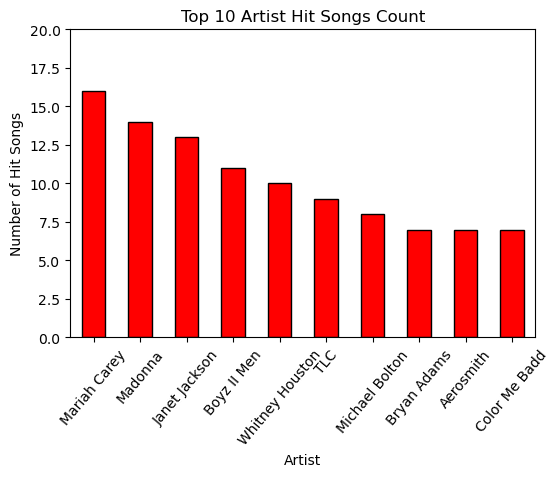 Top 10 Artist Hit Songs Count
Number of Hit Songs
20.0
17.5
15.0
12.5
10.0
7.5
5.0
2.5
0.0
Mariah Carey
Madonna
Janet Jackson
Boyz II Men
Whitney Houston
TLC
Michael Bolton
Bryan Adams
Aerosmith
Color Me Badd
Artist